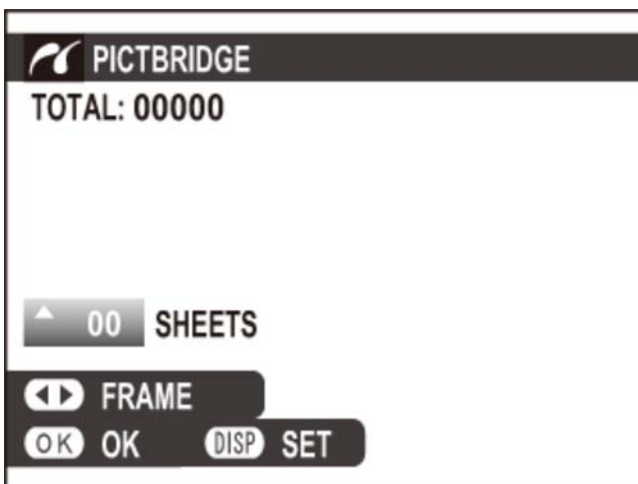 PICTBRIDGE
TOTAL: 00000
00 SHEETS
FRAME
OK OK DISP SET